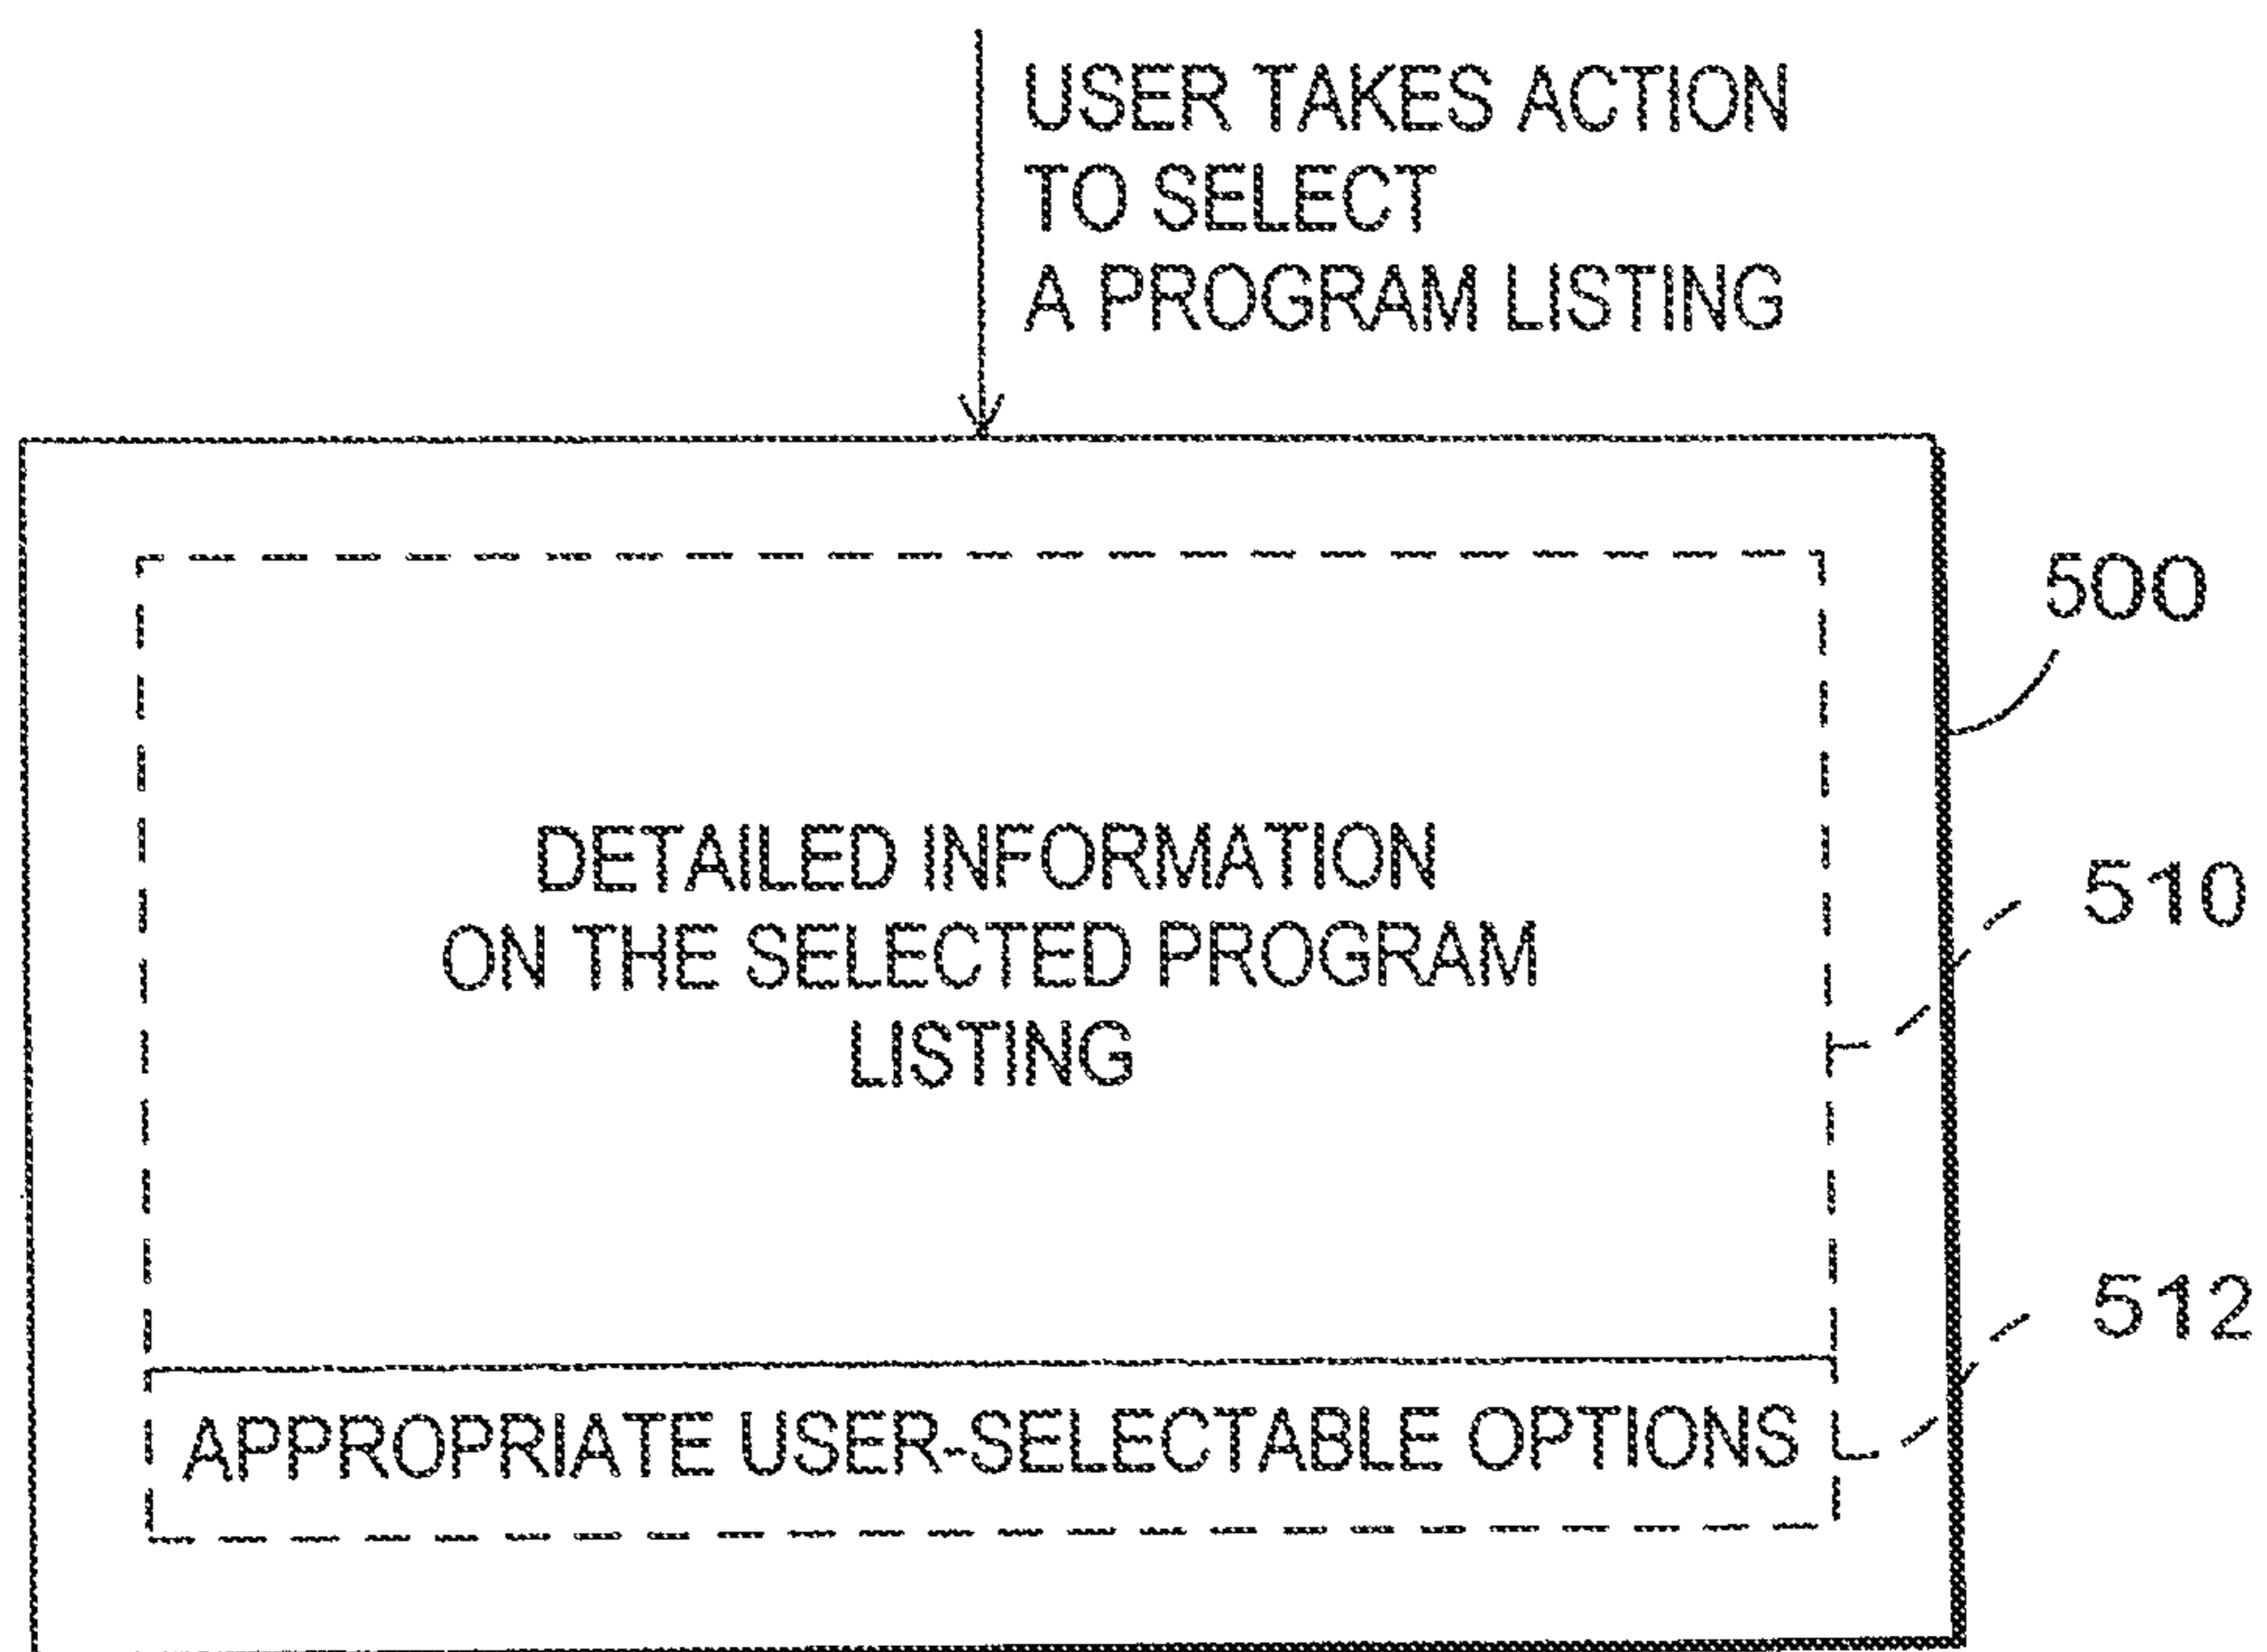 USER TAKES ACTION
TO SELECT
A PROGRAM LISTING
500
DETAILED INFORMATION
ON THE SELECTED PROGRAM
LISTING
510
512
APPROPRIATE USER-SELECTABLE OPTIONS